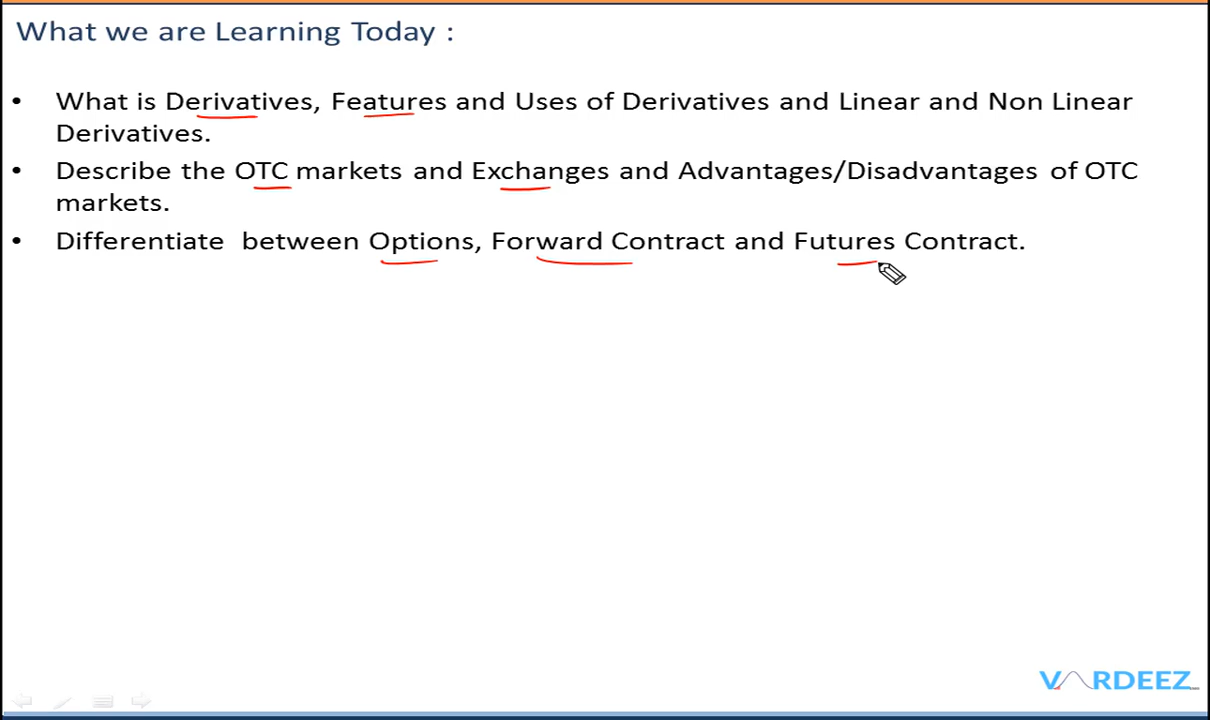 What we are Learning Today :
• What is Derivatives, Features and Uses of Derivatives and Linear and Non Linear
Derivatives.
• Describe the OTC markets and Exchanges and Advantages/Disadvantages of OTC
markets.
• Differentiate between Options, Forward Contract and Futures Contract.
VARDEEZ